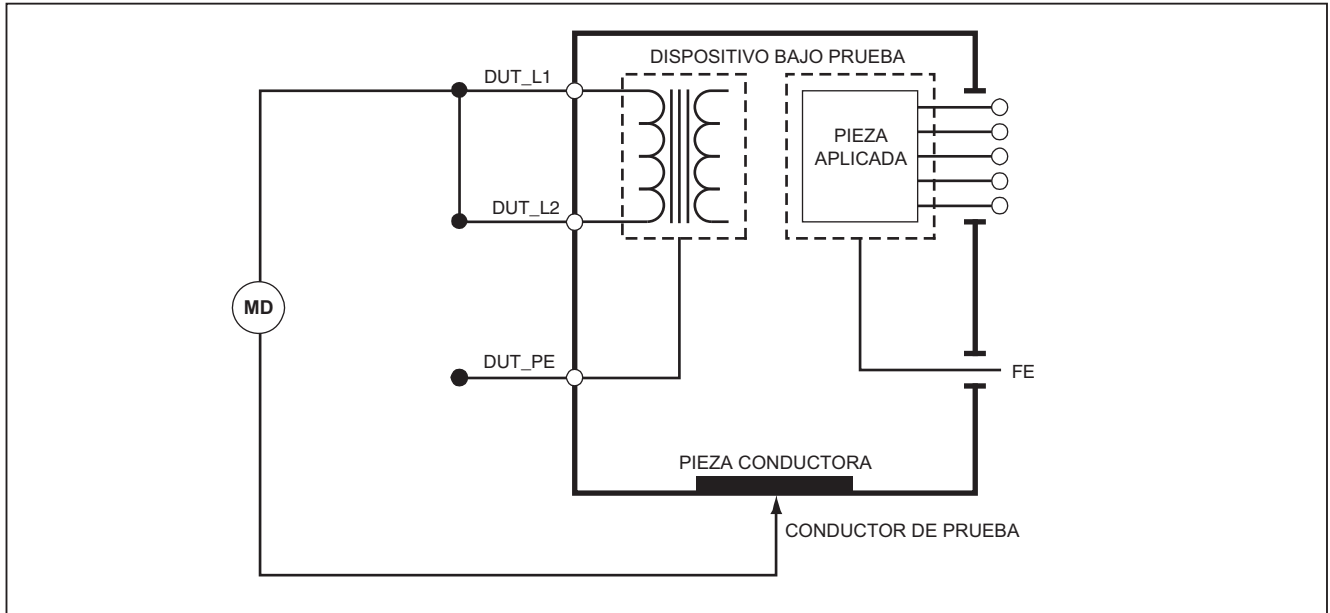 DISPOSITIVO BAJO PRUEBA
DUT_L1
PIEZA
APLICADA
DUT_L2
MD
DUT_PE
FE
PIEZA CONDUCTORA
CONDUCTOR DE PRUEBA